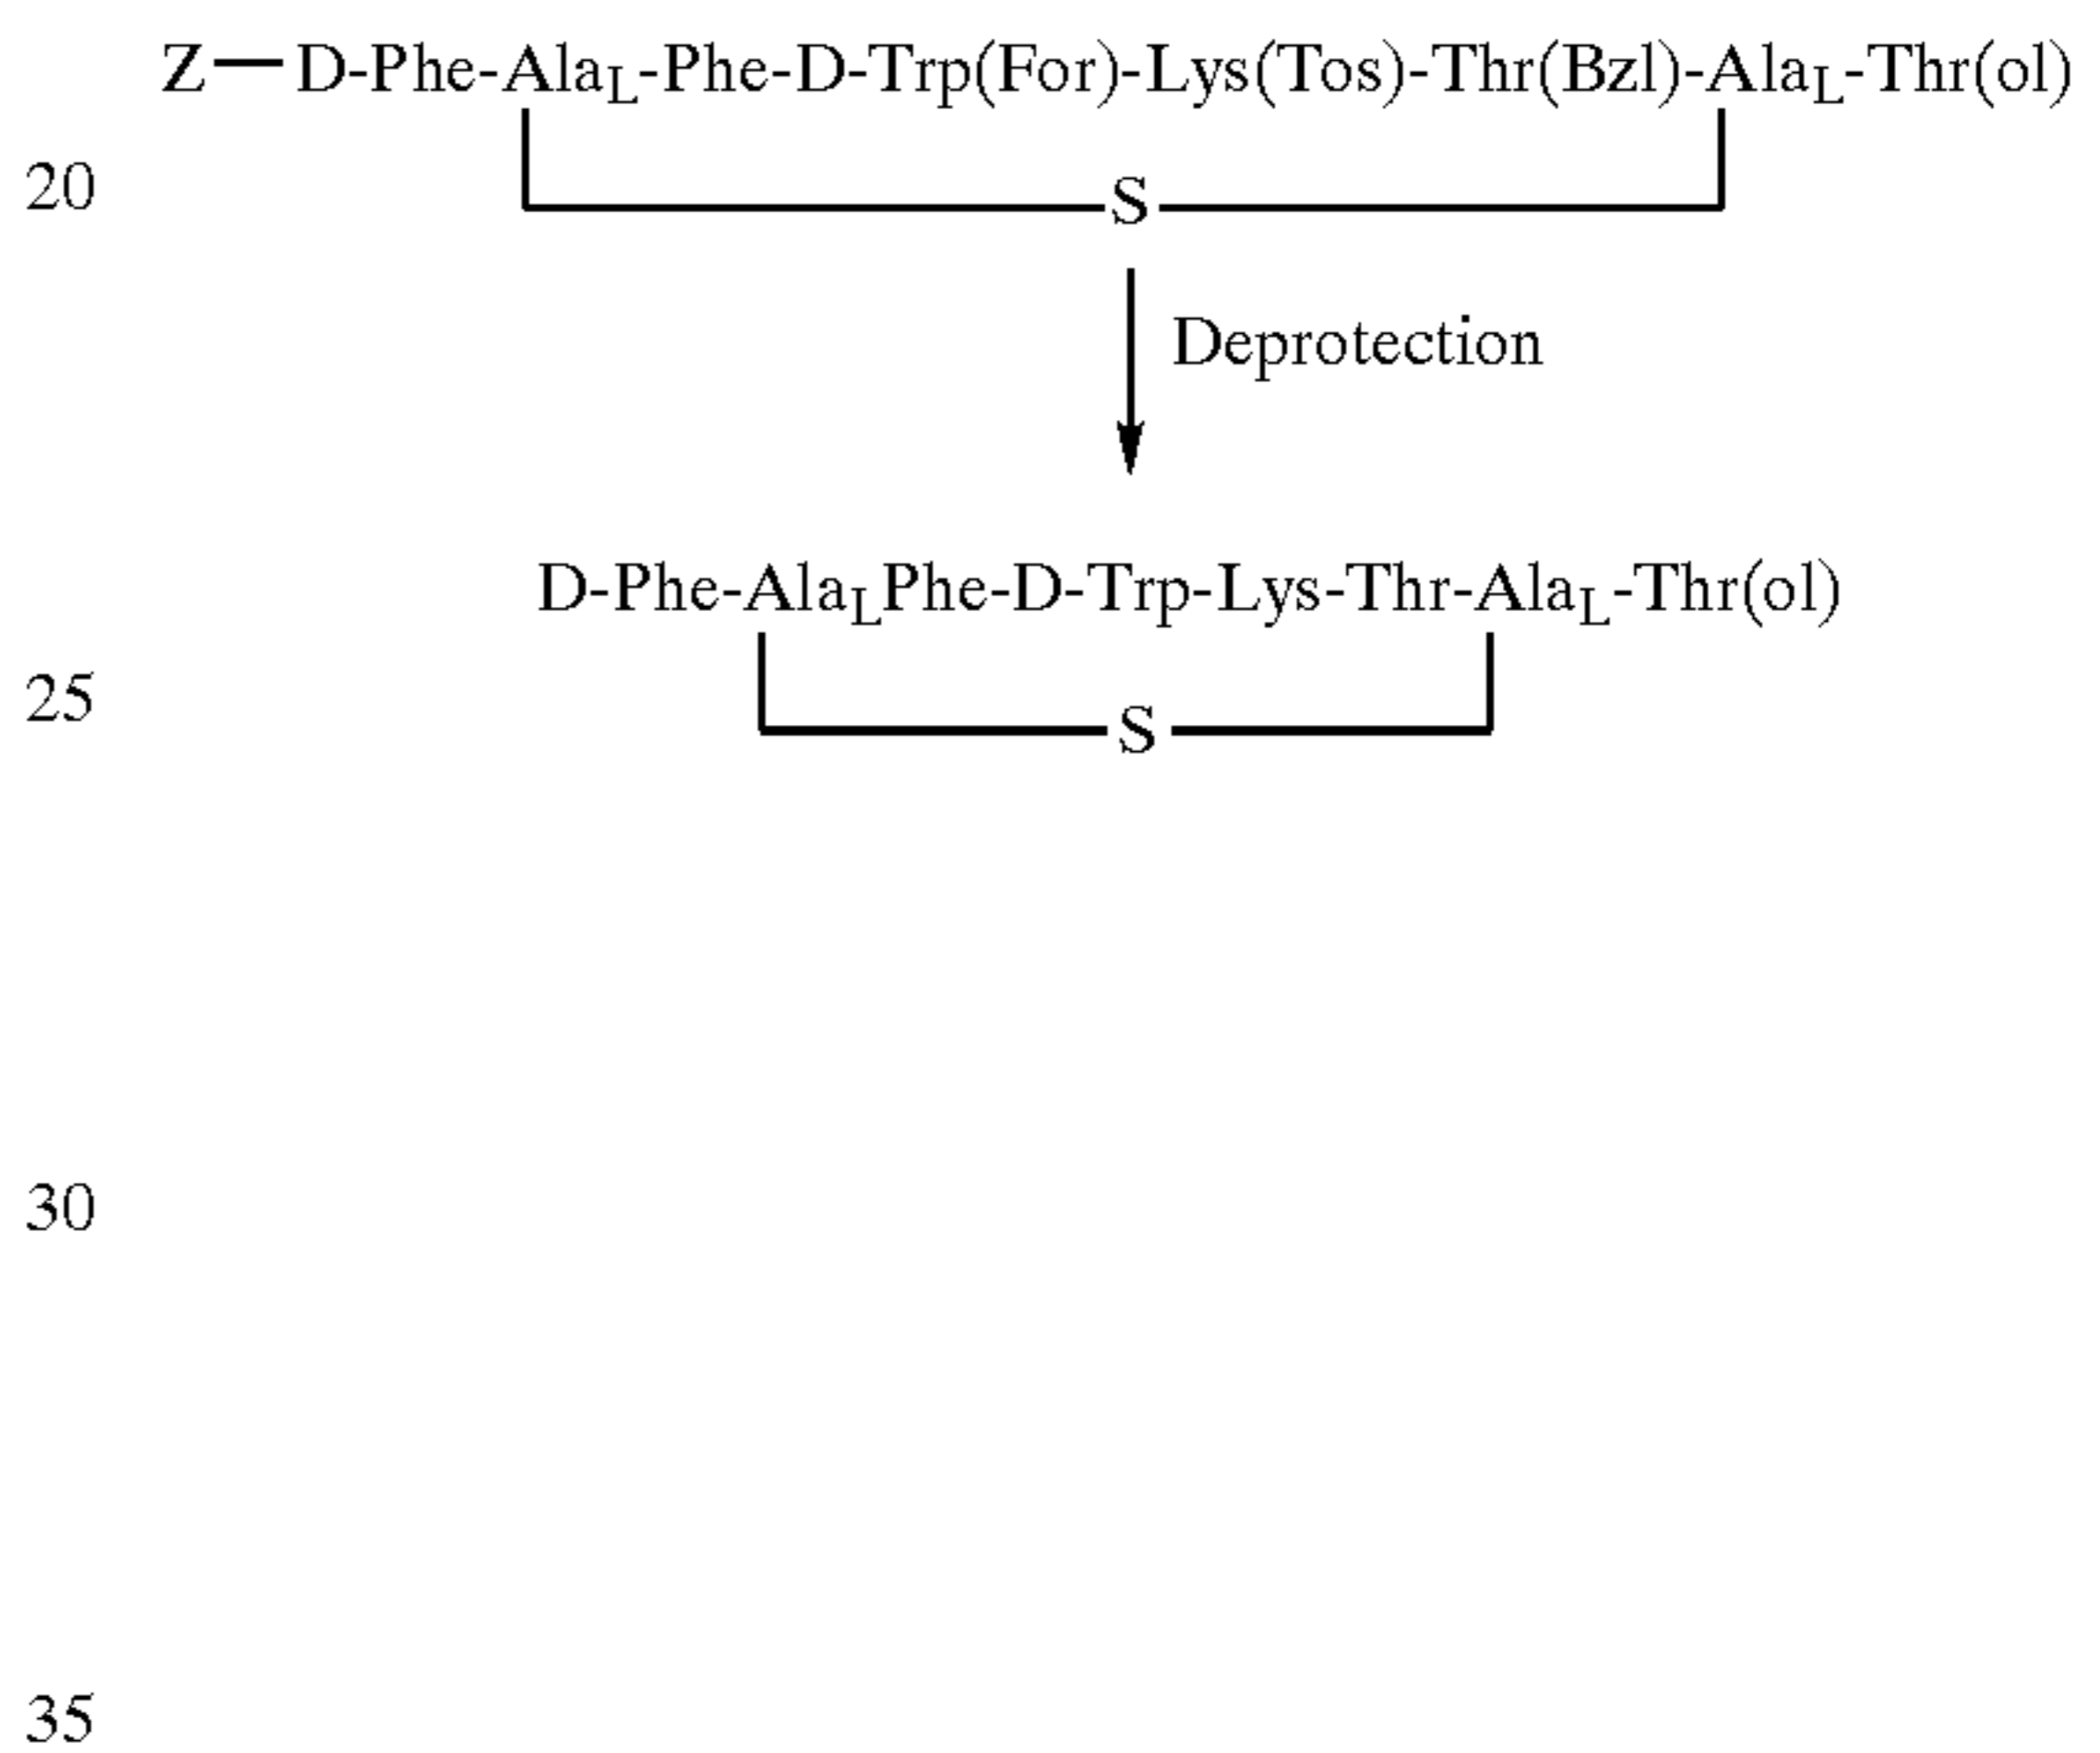 Z—D-Phe-AlaL-Phe-D-Trp(For)-Lys(Tos)-Thr(Bzl)-AlaL-Thr(ol)
20
S
Deprotection
D-Phe-AlaLPhe-D-Trp-Lys-Thr-AlaL-Thr(ol)
25
S
30
35